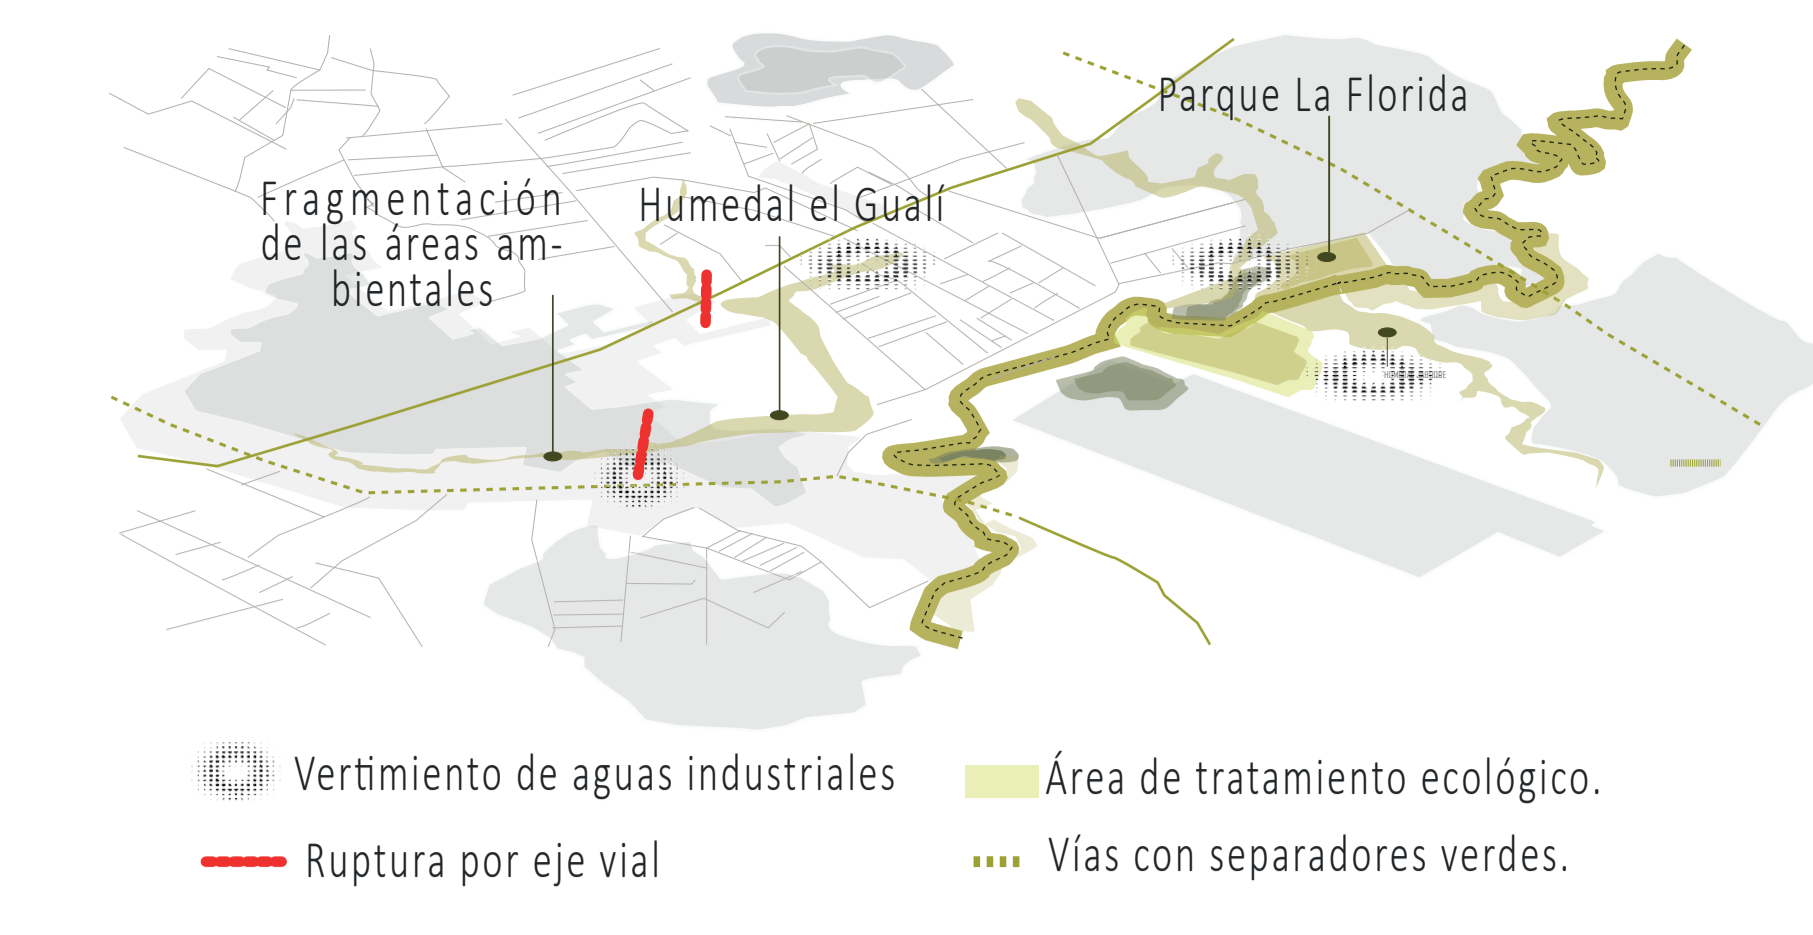 Parque La Florida
Fragmentación
de las áreas am-
bientales
Humedal el Gualí
Vertimiento de aguas industriales
Ruptura por eje vial
Área de tratamiento ecológico.
Vías con separadores verdes.